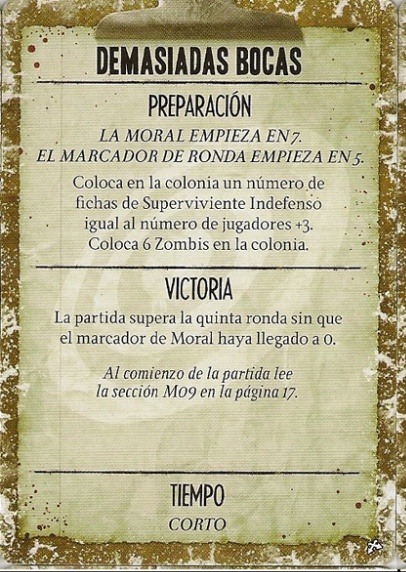 DEMASIADAS BOCAS
PREPARACIÓN
LA MORAL EMPIEZA EN 7.
EL MARCADOR DE RONDA EMPIEZA EN 5.
Coloca en la colonia un número de
fichas de Superviviente Indefenso
igual al número de jugadores +3.
Coloca 6 Zombis en la colonia.
VICTORIA
La partida supera la quinta ronda sin que
el marcador de Moral haya llegado a 0.
Al comienzo de la partida lee
la sección M09 en la página 17.
TIEMPO
CORTO